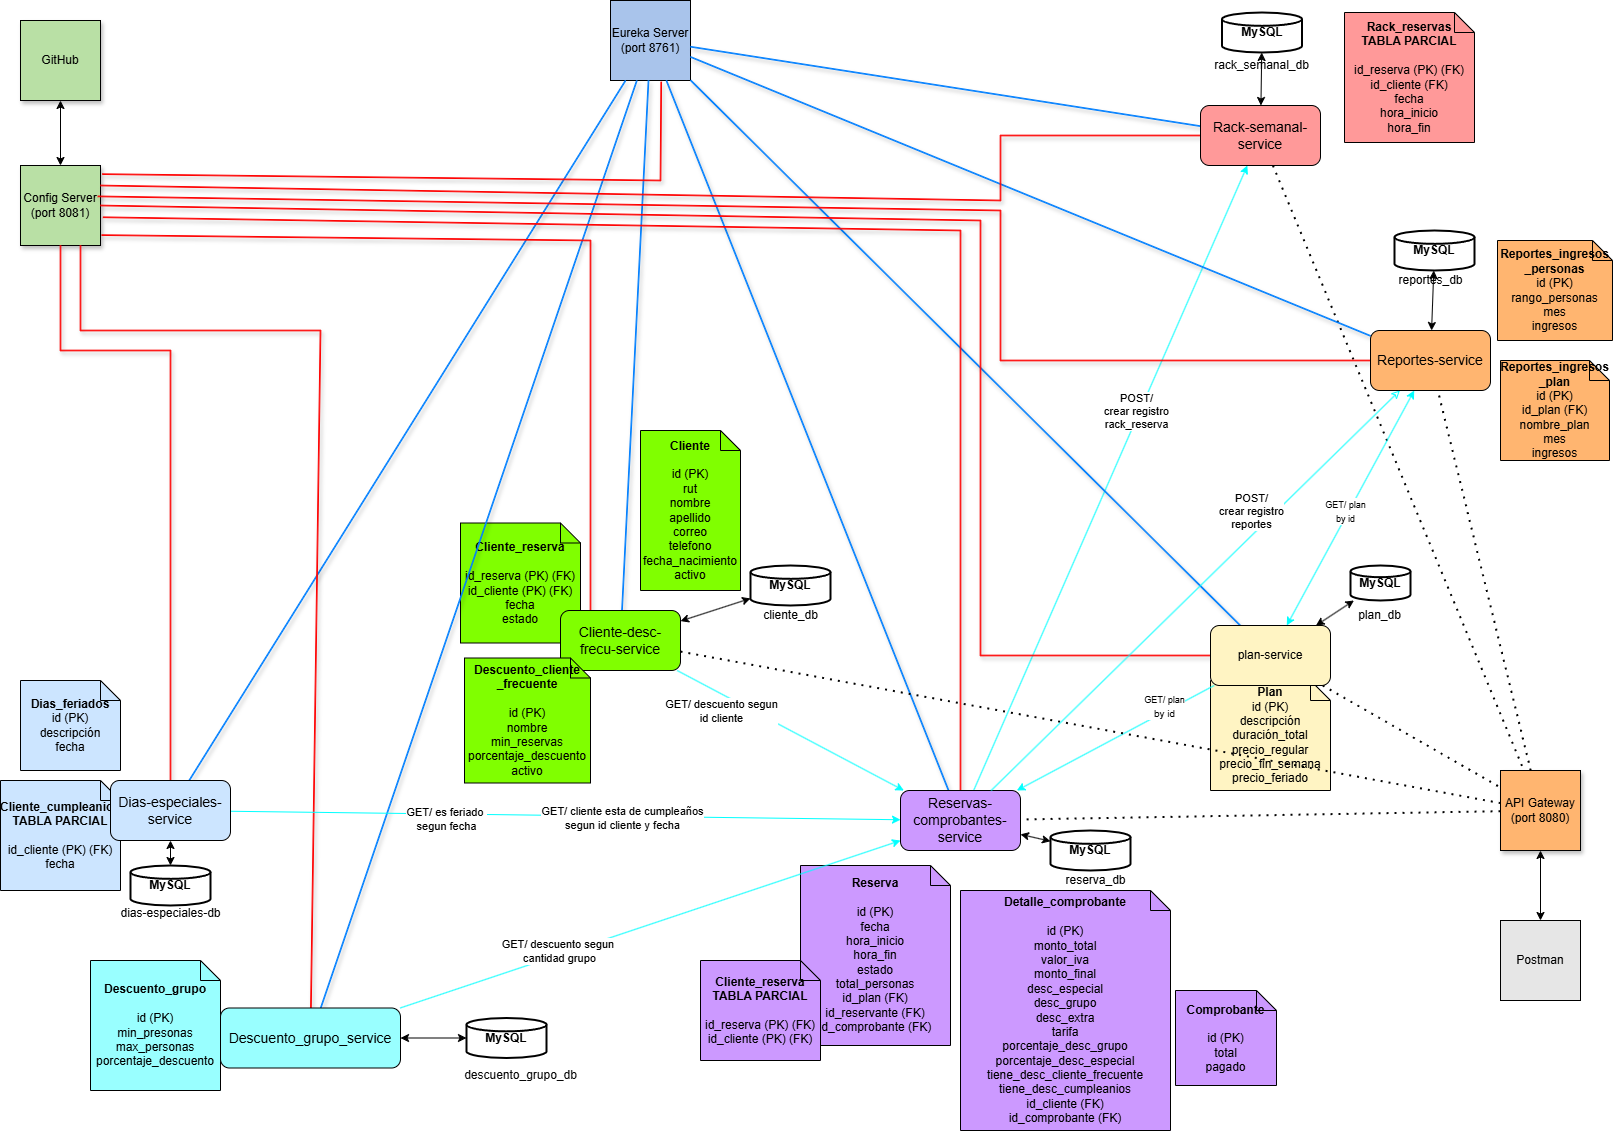 GitHub
Config Server
(port 8081)
Eureka Server
(port 8761)
MySQL
rack_semanal_db
Rack-semanal-
service
Rack_reservas
TABLA PARCIAL
id_reserva (PK) (FK)
id_cliente (FK)
fecha
hora_inicio
hora_fin
MySQL
reportes_db
Reportes-service
Reportes_ingresos
_personas
id (PK)
rango_personas
mes
ingresos
Reportes_ingresos
_plan
id (PK)
id_plan (FK)
nombre_plan
mes
ingresos
POST/
crear registro
rack_reserva
POST/
crear registro
reportes
GET/ plan
by id
Cliente
id (PK)
rut
nombre
apellido
correo
telefono
fecha_nacimiento
activo
Cliente_reserva
id_reserva (PK) (FK)
id_cliente (PK) (FK)
fecha
estado
Cliente-desc-
frecu-service
MySQL
cliente_db
Descuento_cliente
_frecuente
id (PK)
nombre
min_reservas
porcentaje_descuento
activo
GET/ descuento segun
id cliente
MySQL
plan_db
plan-service
Plan
id (PK)
descripción
duración_total
precio_regular
precio_fin_semana
precio_feriado
GET/ plan
by id
Dias_feriados
id (PK)
descripción
fecha
Cliente_cumpleanio
TABLA PARCIAL
id_cliente (PK) (FK)
fecha
Dias-especiales-
service
MySQL
dias-especiales-db
GET/ es feriado
segun fecha
GET/ cliente esta de cumpleaños
segun id cliente y fecha
Reservas-
comprobantes-
service
MySQL
reserva_db
API Gateway
(port 8080)
Postman
Reserva
id (PK)
fecha
hora_inicio
hora_fin
estado
total_personas
id_plan (FK)
id_reservante (FK)
d_comprobante (FK)
Cliente_reserva
TABLA PARCIAL
id_reserva (PK) (FK)
id_cliente (PK) (FK)
Detalle_comprobante
id (PK)
monto_total
valor_iva
monto_final
desc_especial
desc_grupo
desc_extra
tarifa
porcentaje_desc_grupo
porcentaje_desc_especial
tiene_desc_cliente_frecuente
tiene_desc_cumpleanios
id_cliente (FK)
id_comprobante (FK)
Comprobante
id (PK)
total
pagado
GET/ descuento segun
cantidad grupo
Descuento_grupo
id (PK)
min_presonas
max_personas
porcentaje_descuento
Descuento_grupo_service
MySQL
descuento_grupo_db